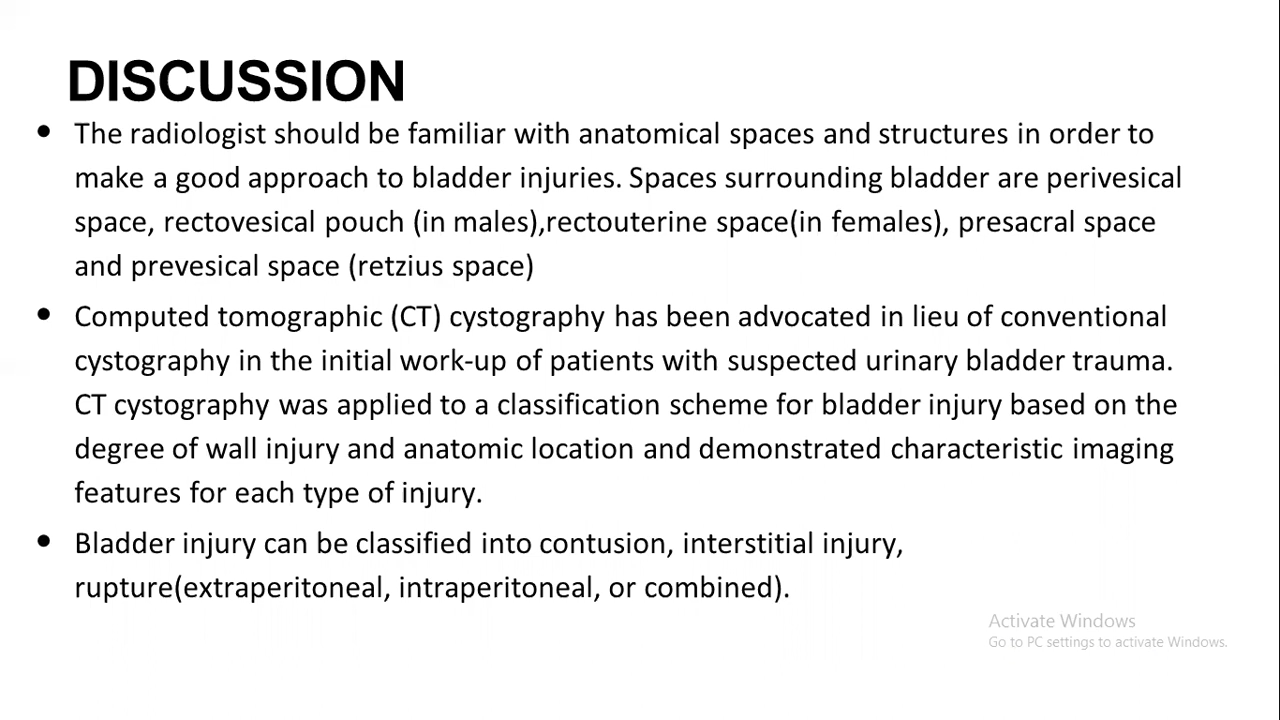 DISCUSSION
• The radiologist should be familiar with anatomical spaces and structures in order to
make a good approach to bladder injuries. Spaces surrounding bladder are perivesical
space, rectovesical pouch (in males),rectouterine space(in females), presacral space
and prevesical space (retzius space)
• Computed tomographic (CT) cystography has been advocated in lieu of conventional
cystography in the initial work-up of patients with suspected urinary bladder trauma.
CT cystography was applied to a classification scheme for bladder injury based on the
degree of wall injury and anatomic location and demonstrated characteristic imaging
features for each type of injury.
• Bladder injury can be classified into contusion, interstitial injury,
rupture(extraperitoneal, intraperitoneal, or combined).
Activate Windows
Go to PC settings to activate Windows.